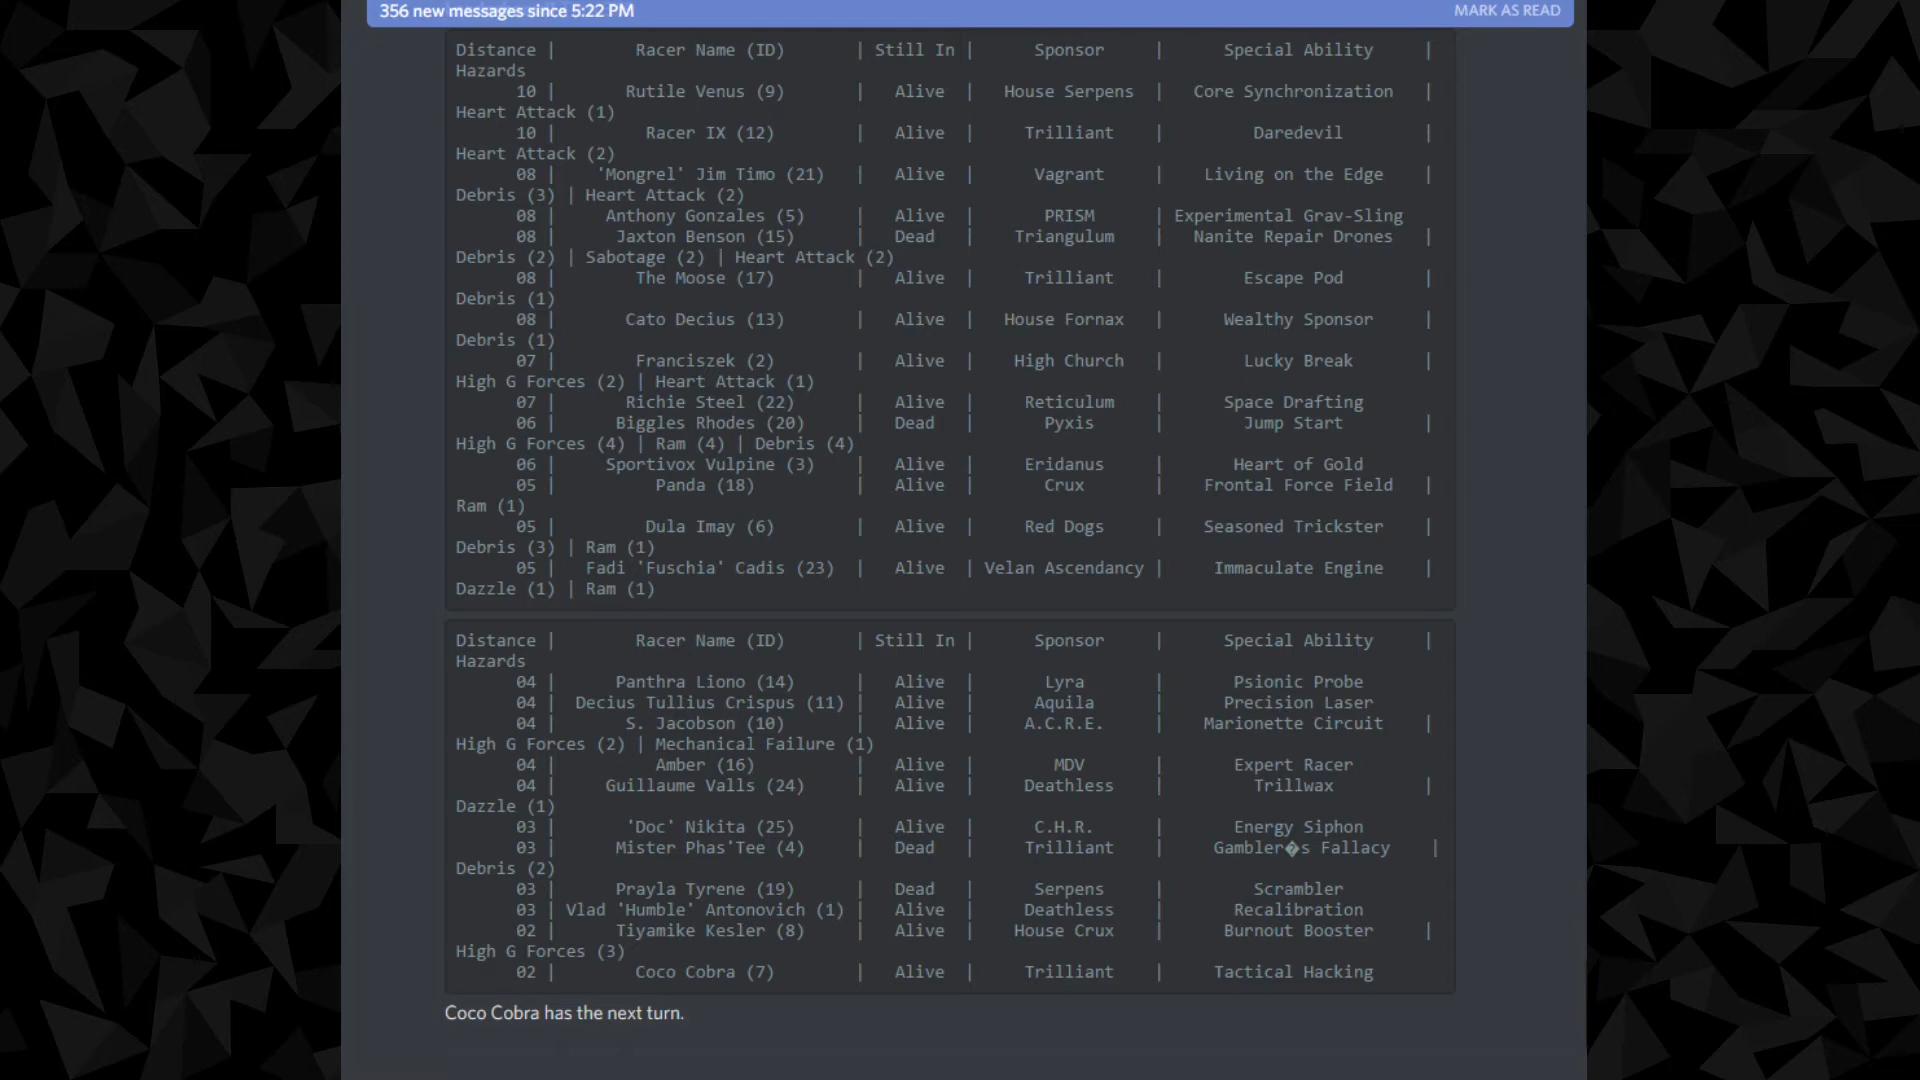 356 new messages since 5:22 PM MARK AS READ
Distance | Racer Name (ID) | Still In | Sponsor | Special Ability |
Hazards
10 | Rutile Venus (9) | Alive | House Serpens | Core Synchronization |
Heart Attack (1)
10 | Racer IX (12) | Alive | Trilliant | Daredevil |
Heart Attack (2)
08 | 'Mongrel' Jim Timo (21) | Alive | Vagrant | Living on the Edge |
Debris (3) | Heart Attack (2)
08 | Anthony Gonzales (5) | Alive | PRISM | Experimental Grav-Sling
08 | Jaxton Benson (15) | Dead | Triangulum | Nanite Repair Drones |
Debris (2) | Sabotage (2) | Heart Attack (2)
08 | The Moose (17) | Alive | Trilliant | Escape Pod |
Debris (1)
08 | Cato Decius (13) | Alive | House Fornax | Wealthy Sponsor |
Debris (1)
07 | Franciszek (2) | Alive | High Church | Lucky Break |
High G Forces (2) | Heart Attack (1)
07 | Richie Steel (22) | Alive | Reticulum | Space Drafting
06 | Biggles Rhodes (20) | Dead | Pyxis | Jump Start |
High G Forces (4) | Ram (4) | Debris (4)
06 | Sportivox Vulpine (3) | Alive | Eridanus | Heart of Gold
05 | Panda (18) | Alive | Crux | Frontal Force Field |
Ram (1)
05 | Dula Imay (6) | Alive | Red Dogs | Seasoned Trickster |
Debris (3) | Ram (1)
05 | Fadi 'Fuschia' Cadis (23) | Alive | Velan Ascendancy | Immaculate Engine |
Dazzle (1) | Ram (1)
Distance | Racer Name (ID) | Still In | Sponsor | Special Ability |
Hazards
04 | Panthra Liono (14) | Alive | Lyra | Psionic Probe
04 | Decius Tullius Crispus (11) | Alive | Aquila | Precision Laser
04 | S. Jacobson (10) | Alive | A.C.R.E. | Marionette Circuit |
High G Forces (2) | Mechanical Failure (1)
04 | Amber (16) | Alive | MDV | Expert Racer
04 | Guillaume Valls (24) | Alive | Deathless | Trillwax |
Dazzle (1)
03 | 'Doc' Nikita (25) | Alive | C.H.R. | Energy Siphon
03 | Mister Phas'Tee (4) | Dead | Trilliant | Gambler�s Fallacy |
Debris (2)
03 | Prayla Tyrene (19) | Dead | Serpens | Scrambler
03 | Vlad 'Humble' Antonovich (1) | Alive | Deathless | Recalibration
02 | Tiyamike Kesler (8) | Alive | House Crux | Burnout Booster |
High G Forces (3)
02 | Coco Cobra (7) | Alive | Trilliant | Tactical Hacking
Coco Cobra has the next turn.